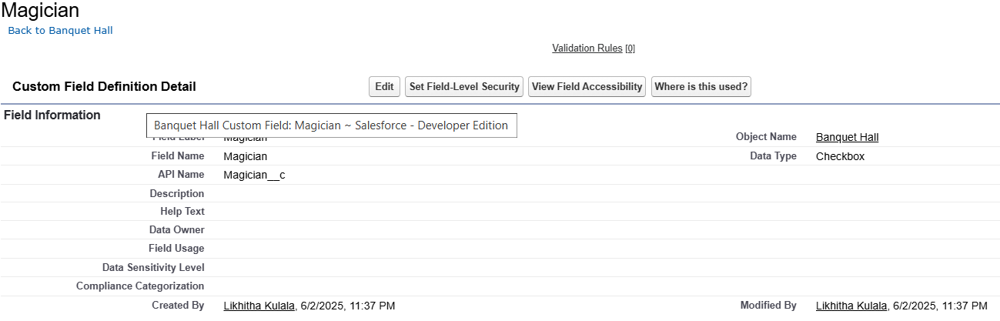 Magician
Back to Banquet Hall
Validation Rules [0]
Custom Field Definition Detail Edit Set Field-Level Security View Field Accessibility Where is this used?
Field Information
Banquet Hall Custom Field: Magician ~ Salesforce - Developer Edition
Field Label Magician Object Name Banquet Hall
Field Name Magician Data Type Checkbox
API Name Magician__c
Description
Help Text
Data Owner
Field Usage
Data Sensitivity Level
Compliance Categorization
Created By Likhitha Kulala, 6/2/2025, 11:37 PM Modified By Likhitha Kulala, 6/2/2025, 11:37 PM